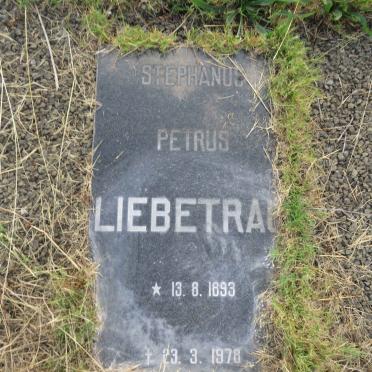 STEPHANUS
PETRUS
LIEBETRAU
★ 13. 8. 1893
† 23. 3. 1978